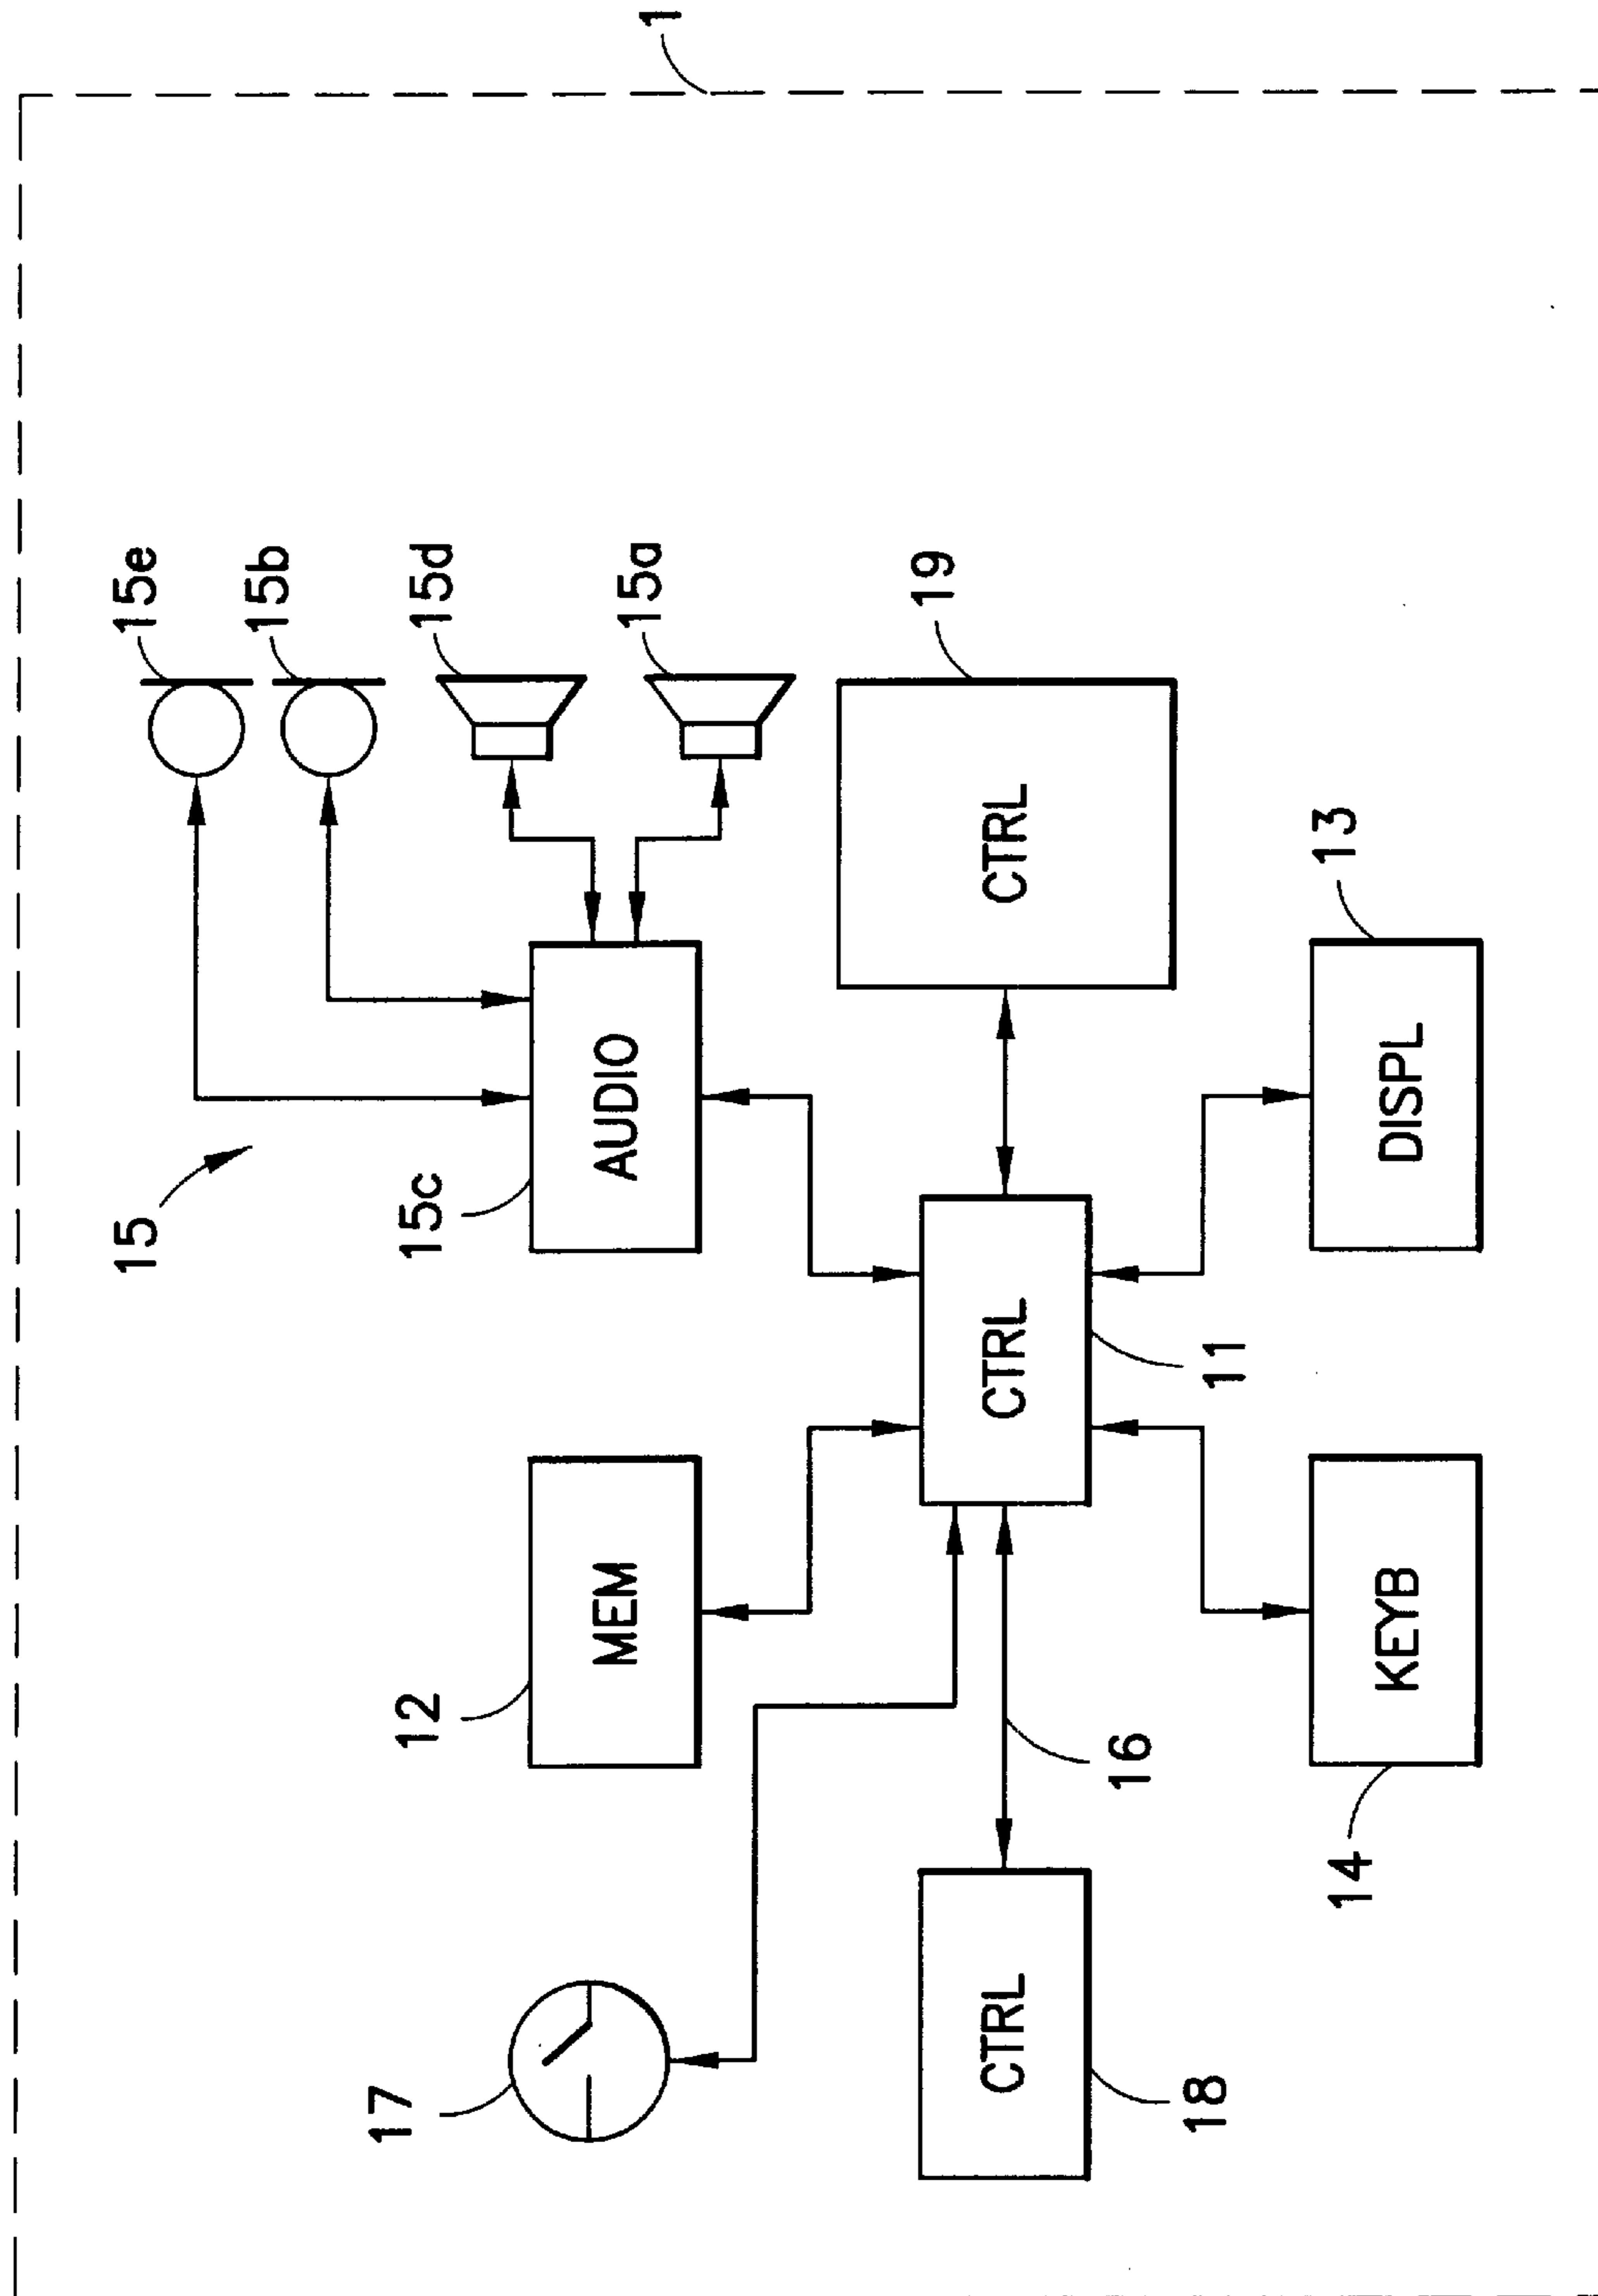 15
15e
15b
17
12
15c
15d
MEM
AUDIO
15a
1
19
CTRL
CTRL
CTRL
16
18
11
14
13
KEYB
DISPL